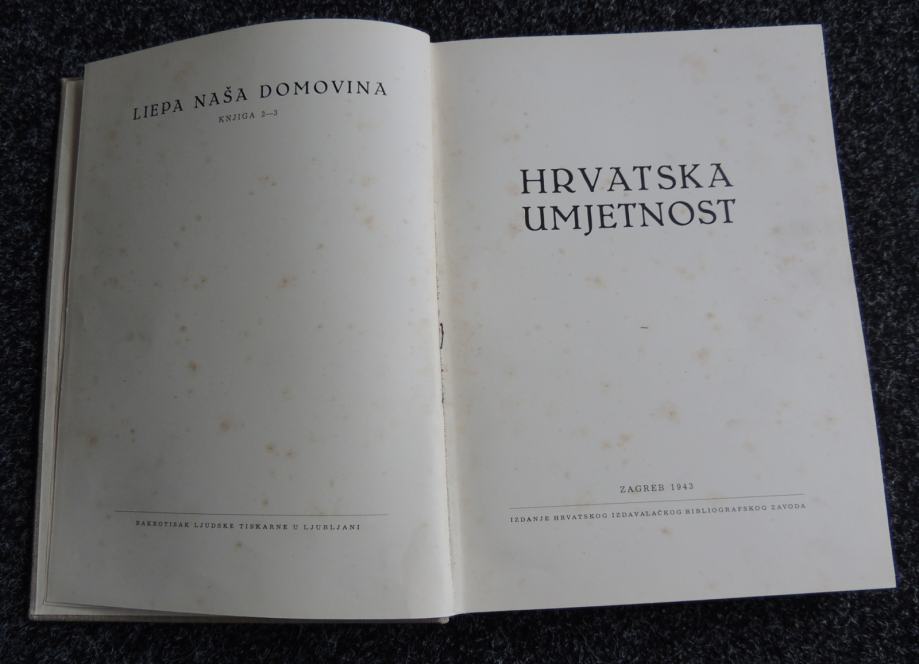 LIEPA NAŠA DOMOVINA
KNJIGA 2—3
BAKROTISAK LJUDSKE TISKARNE U LJUBLJANI
HRVATSKA
UMJETNOST
ZAGREB 1943
IZDANJE HRVATSKOG IZDAVALAČKOG BIBLIOGRAFSKOG ZAVODA